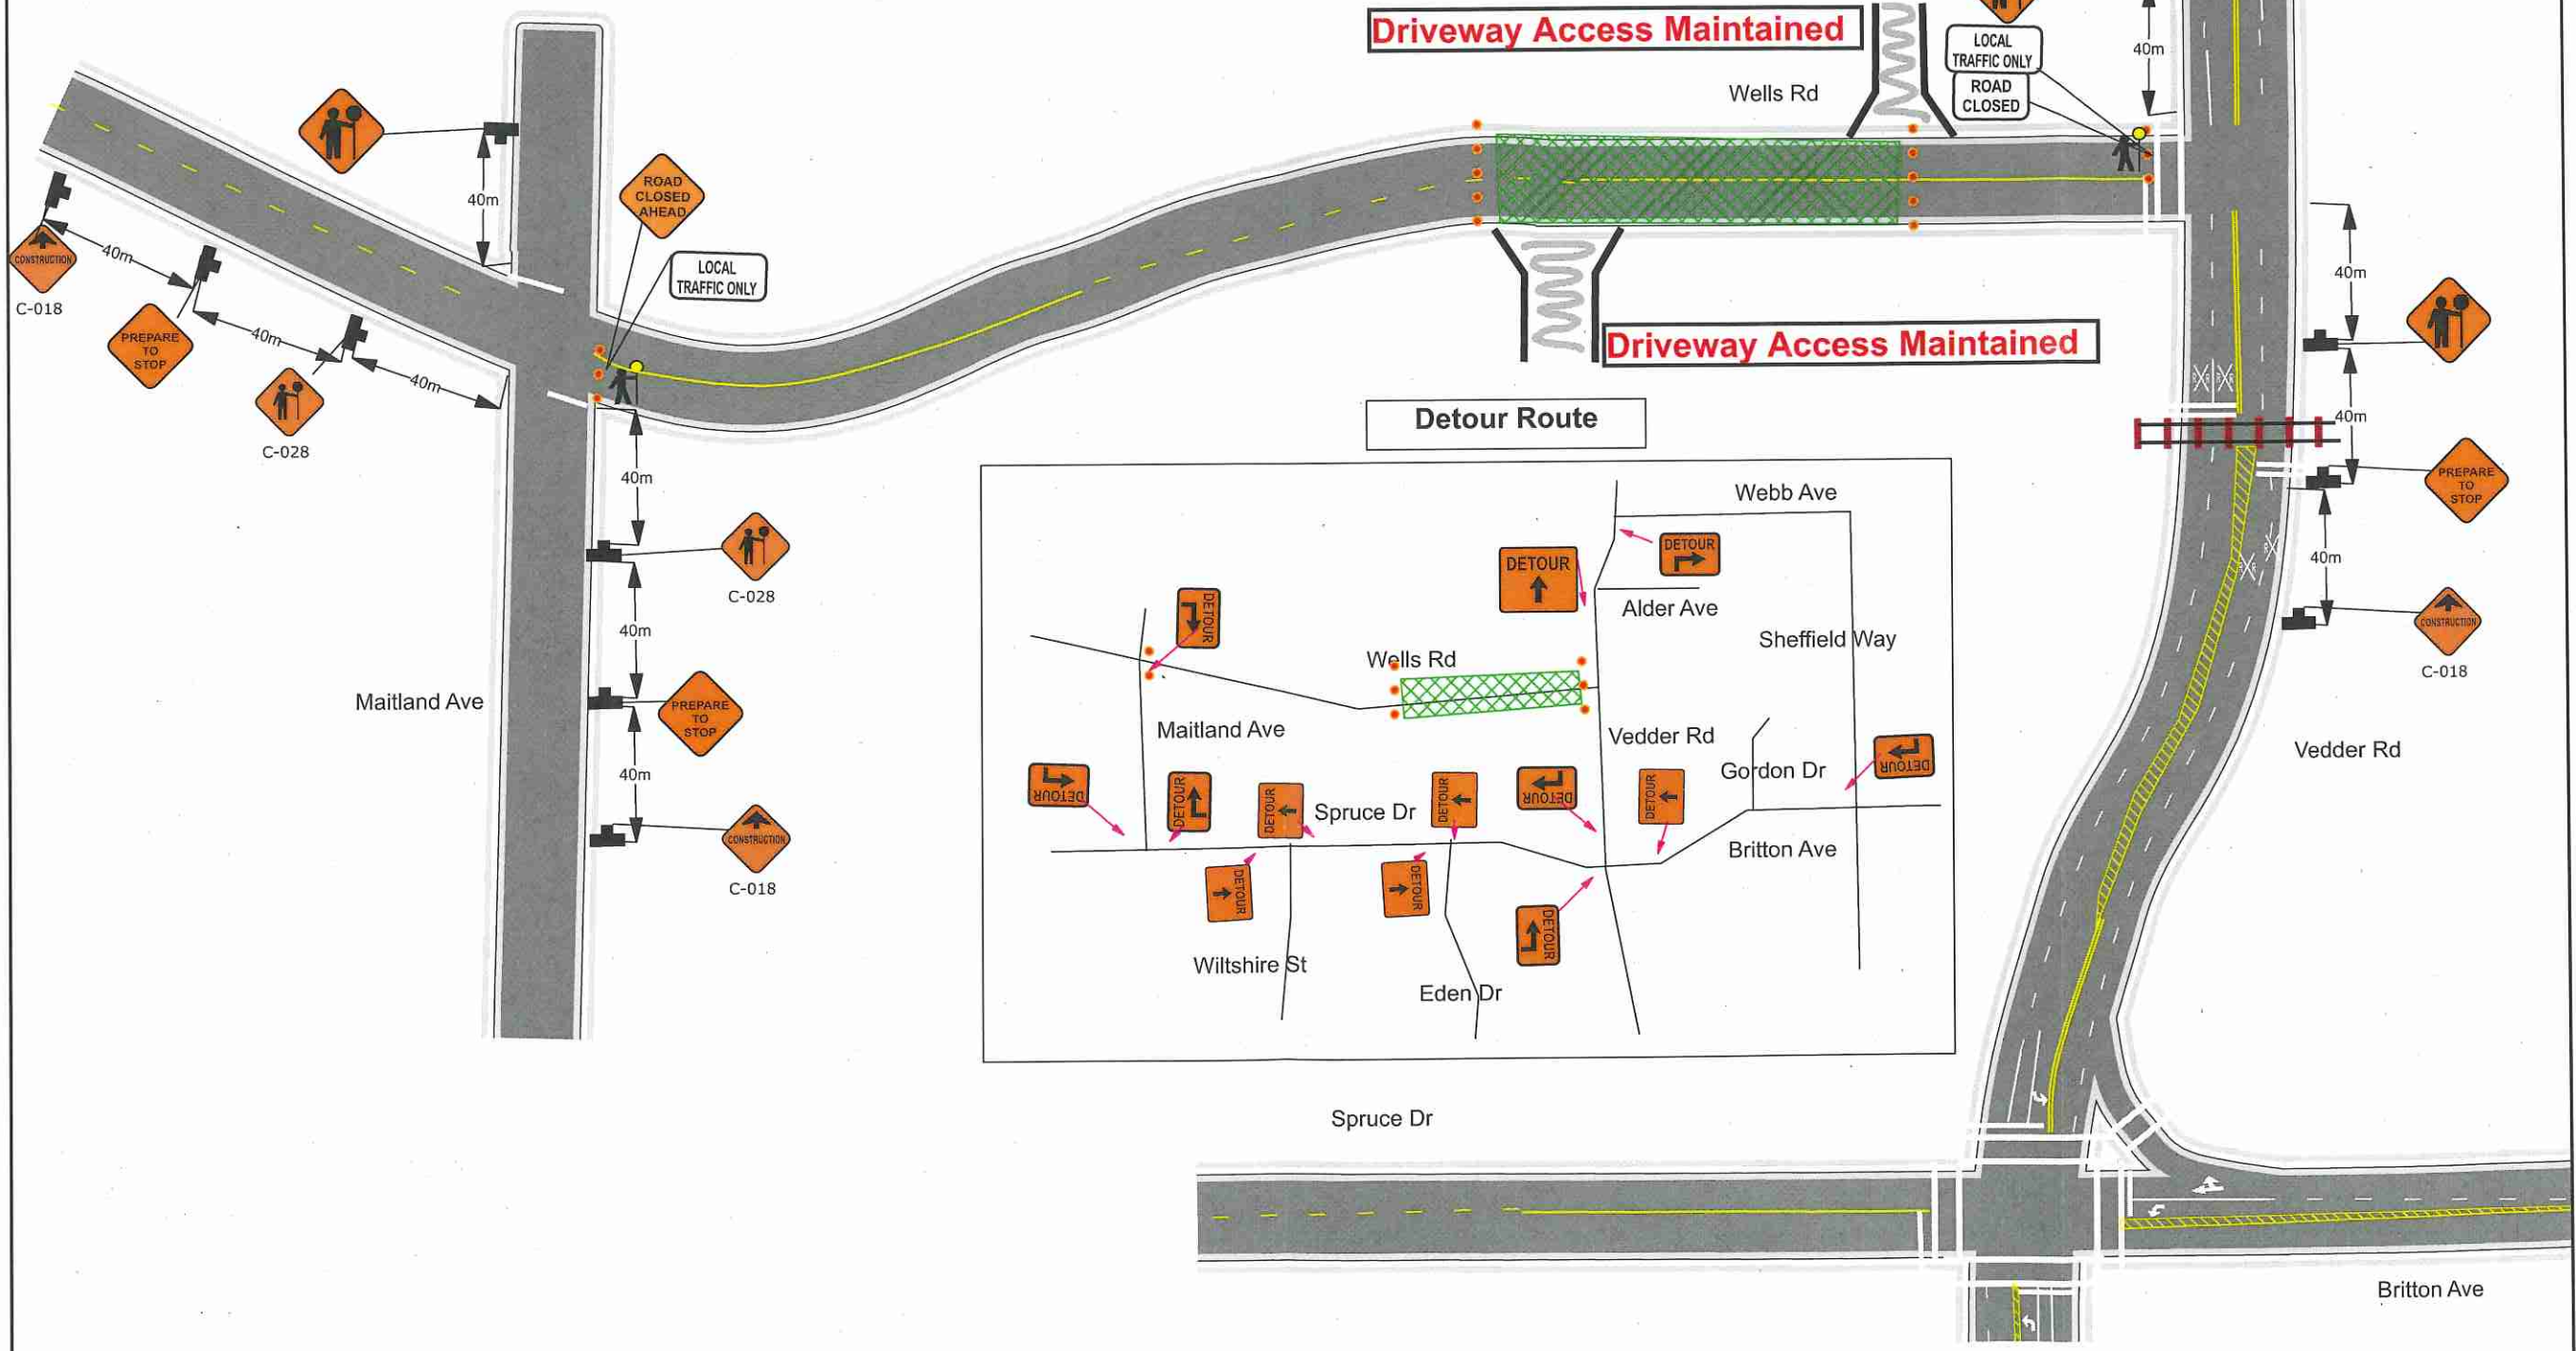 Driveway Access Maintained
Wells Rd
LOCAL
TRAFFIC ONLY
ROAD
CLOSED
40m
40m
ROAD
CLOSED
AHEAD
LOCAL
TRAFFIC ONLY
CONSTRUCTION
C-018
40m
PREPARE
TO
STOP
40m
C-028
40m
Driveway Access Maintained
40m
40m
PREPARE
TO
STOP
40m
CONSTRUCTION
C-018
Vedder Rd
40m
C-028
40m
Maitland Ave
PREPARE
TO
STOP
40m
CONSTRUCTION
C-018
Detour Route
Webb Ave
DETOUR
DETOUR
Alder Ave
DETOUR
Sheffield Way
Wells Rd
Maitland Ave
Vedder Rd
Gordon Dr
DETOUR
DETOUR
DETOUR
DETOUR
Spruce Dr
DETOUR
DETOUR
DETOUR
Britton Ave
DETOUR
DETOUR
DETOUR
Wiltshire St
Eden Dr
Spruce Dr
Britton Ave